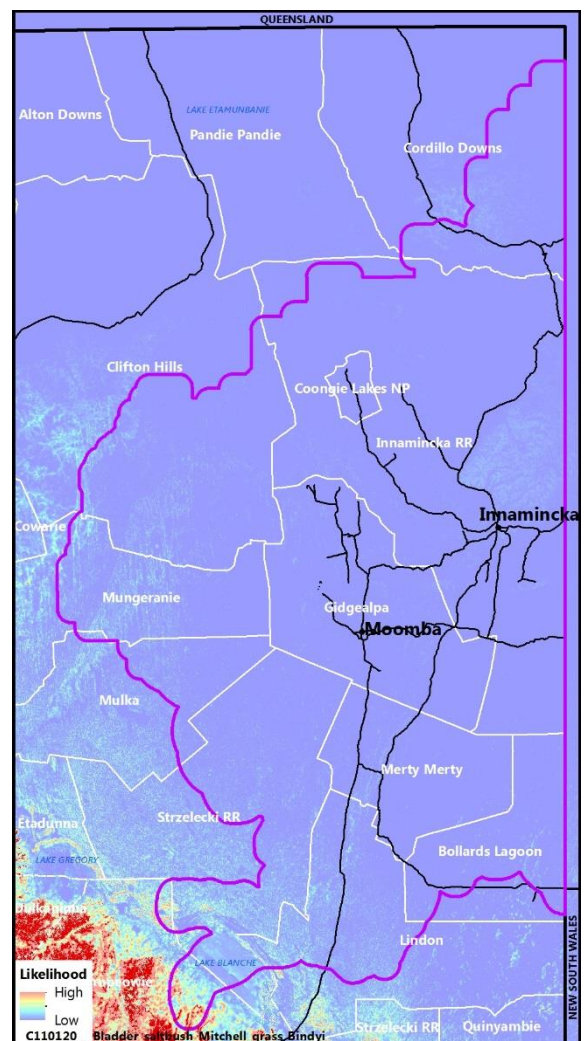 QUEENSLAND
LAKE ETAMUNBANIE
Alton Downs
Pandie Pandie
Cordillo Downs
Clifton Hills
Coongie Lakes NP
Innamincka RR
Innamincka
Cowarie
Mungeranie
Gidgealpa
Moomba
Mulka
Merty Merty
Strzelecki RR
Etadunna
LAKE GREGORY
Bollards Lagoon
Lindon
LAKE BLANCHE
NEW SOUTH WALES
Likelihood
High
Low
Strzelecki RR
Quinyambie
C110120 Bladder saltbush Mitchell grass Bindyi